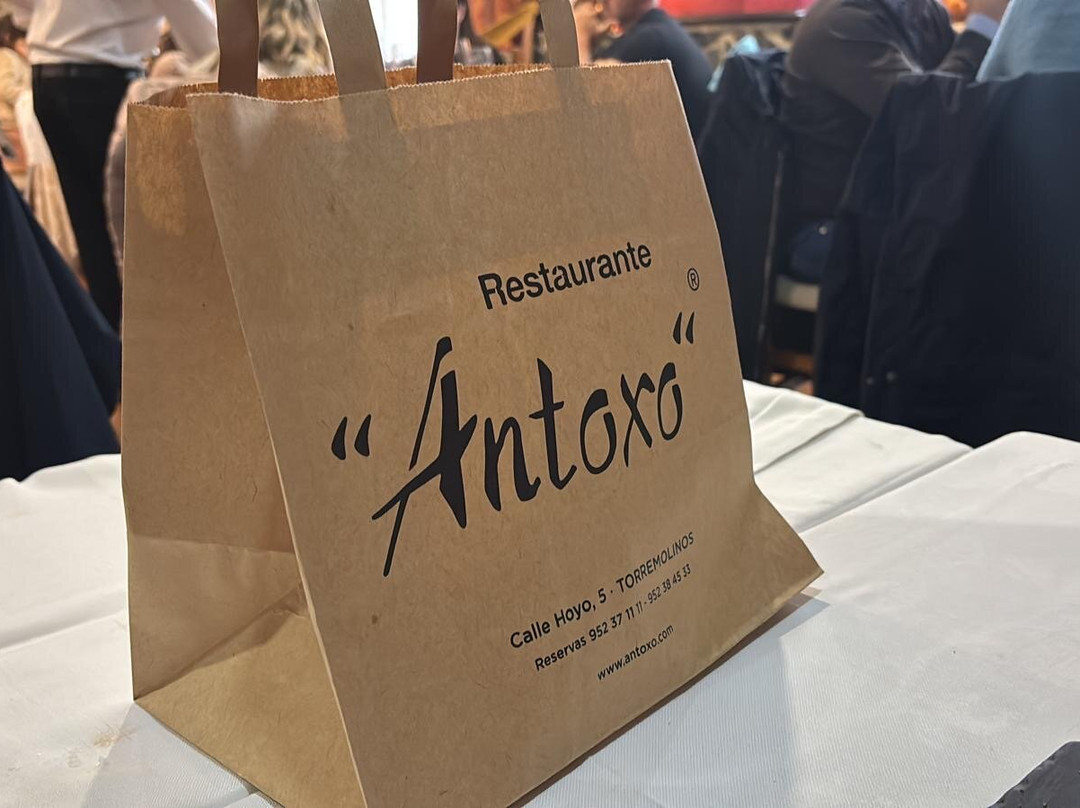 Restaurante
“Antoxo“ ®
Calle Hoyo, 5 · TORREMOLINOS
Reservas 952 37 11 11 - 952 38 45 33
www.antoxo.com